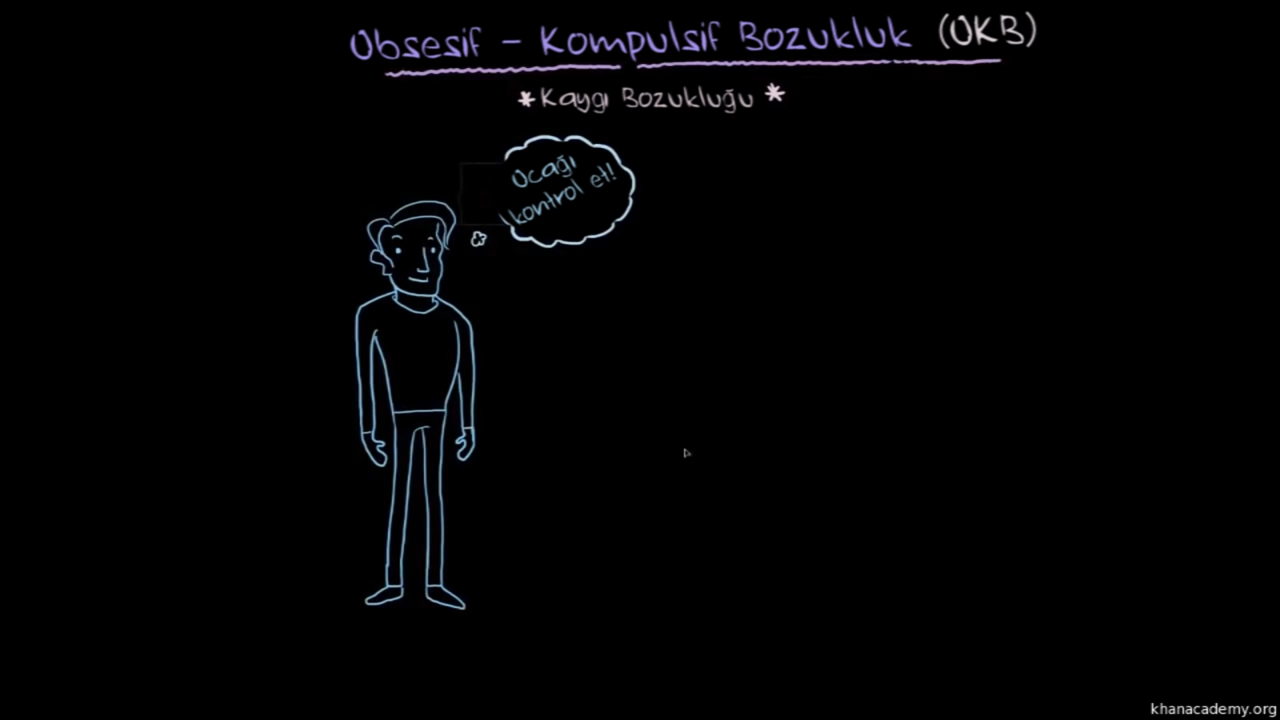 Obsesif - Kompulsif Bozukluk (OKB)
*Kaygı Bozukluğu*
Ocağı
kontrol et!
khanacademy.org